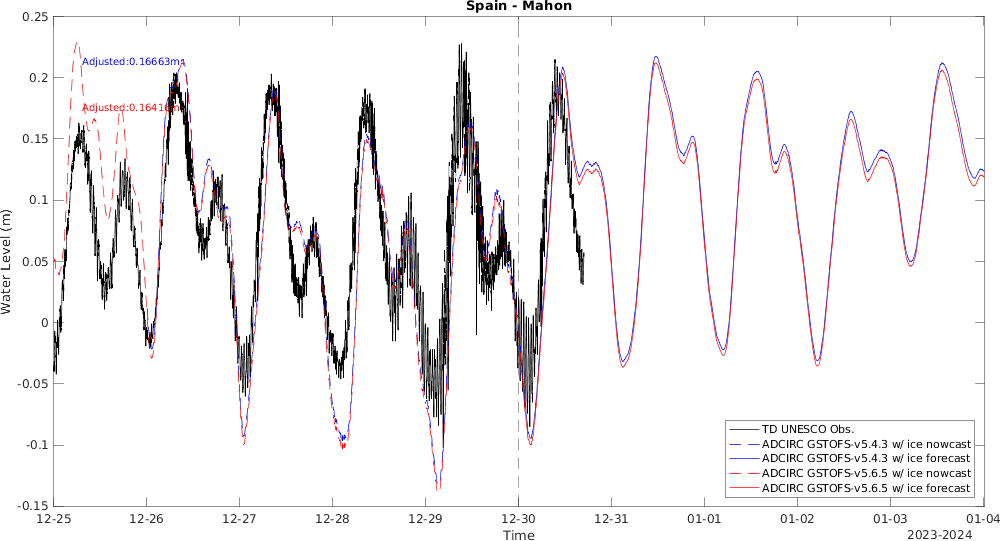 Spain - Mahon
0.25
0.2
0.15
0.1
0.05
0
-0.05
-0.1
-0.15
Water Level (m)
Adjusted:0.16663m
Adjusted:0.16416m
TD UNESCO Obs.
ADCIRC GSTOFS-v5.4.3 w/ ice nowcast
ADCIRC GSTOFS-v5.4.3 w/ ice forecast
ADCIRC GSTOFS-v5.6.5 w/ ice nowcast
ADCIRC GSTOFS-v5.6.5 w/ ice forecast
12-25 12-26 12-27 12-28 12-29 12-30 12-31 01-01 01-02 01-03 01-04
Time
2023-2024